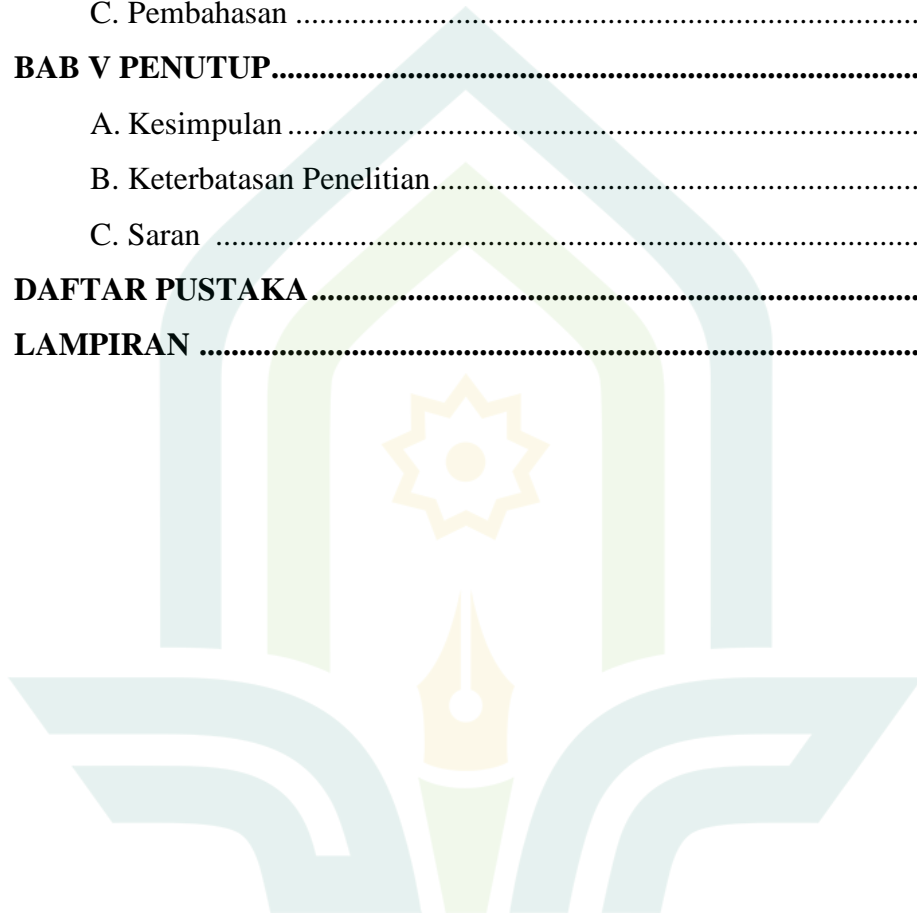 C. Pembahasan ................................................................................
BAB V PENUTUP..................................................................................
A. Kesimpulan ................................................................................
B. Keterbatasan Penelitian.............................................................
C. Saran .........................................................................................
DAFTAR PUSTAKA.............................................................................
LAMPIRAN ...........................................................................................